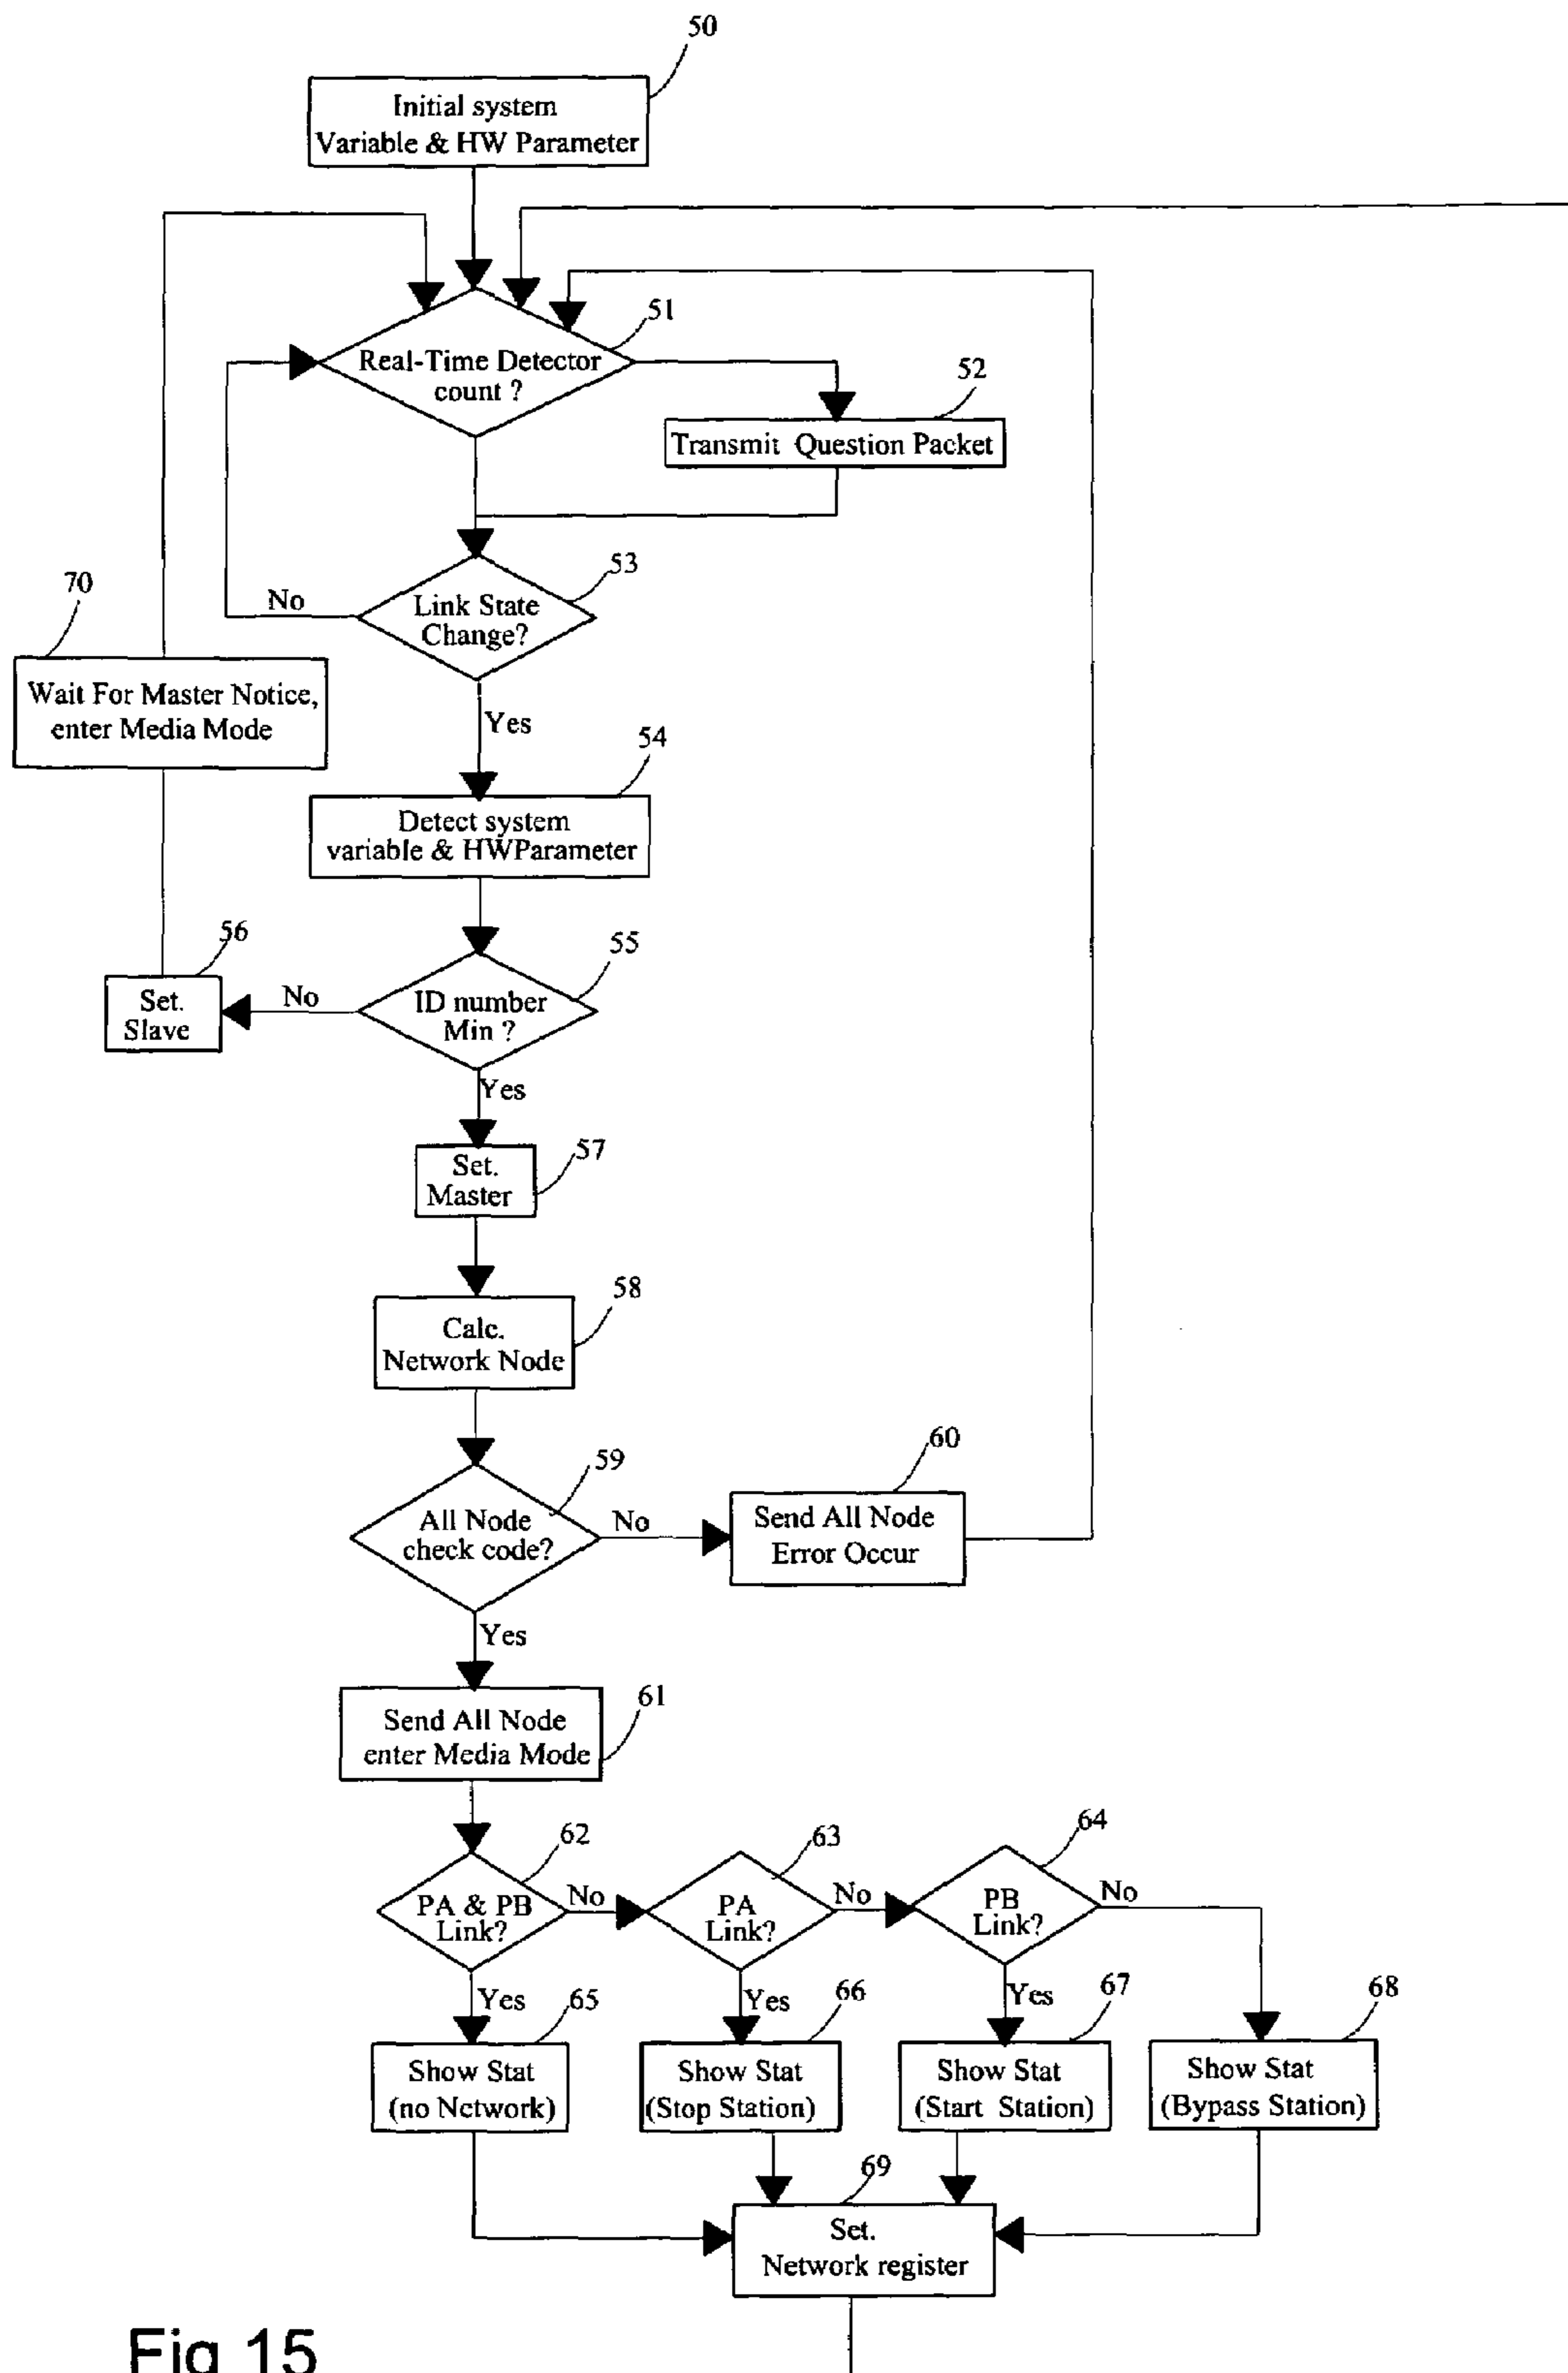 50
Initial system
Variable & HW Parameter
51
Real-Time Detector
count ?
52
Transmit Question Packet
53
Link State
Change?
No
Yes
70
Wait For Master Notice,
enter Media Mode
54
Detect system
variable & HWParameter
55
ID number
Min ?
No
Yes
56
Set.
Slave
57
Set.
Master
58
Calc.
Network Node
59
All Node
check code?
No
Yes
60
Send All Node
Error Occur
61
Send All Node
enter Media Mode
62
PA & PB
Link?
No
Yes
63
PA
Link?
No
Yes
64
PB
Link?
No
Yes
65
Show Stat
(no Network)
66
Show Stat
(Stop Station)
67
Show Stat
(Start Station)
68
Show Stat
(Bypass Station)
69
Set.
Network register
Fig 15